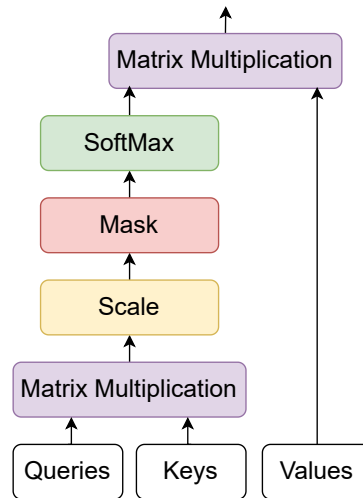 Matrix Multiplication
SoftMax
Mask
Scale
Matrix Multiplication
Queries
Keys
Values